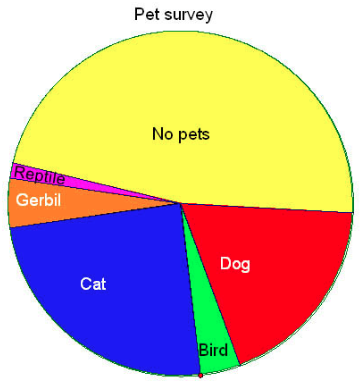 Pet survey
No pets
Reptile
Gerbil
Dog
Cat
Bird